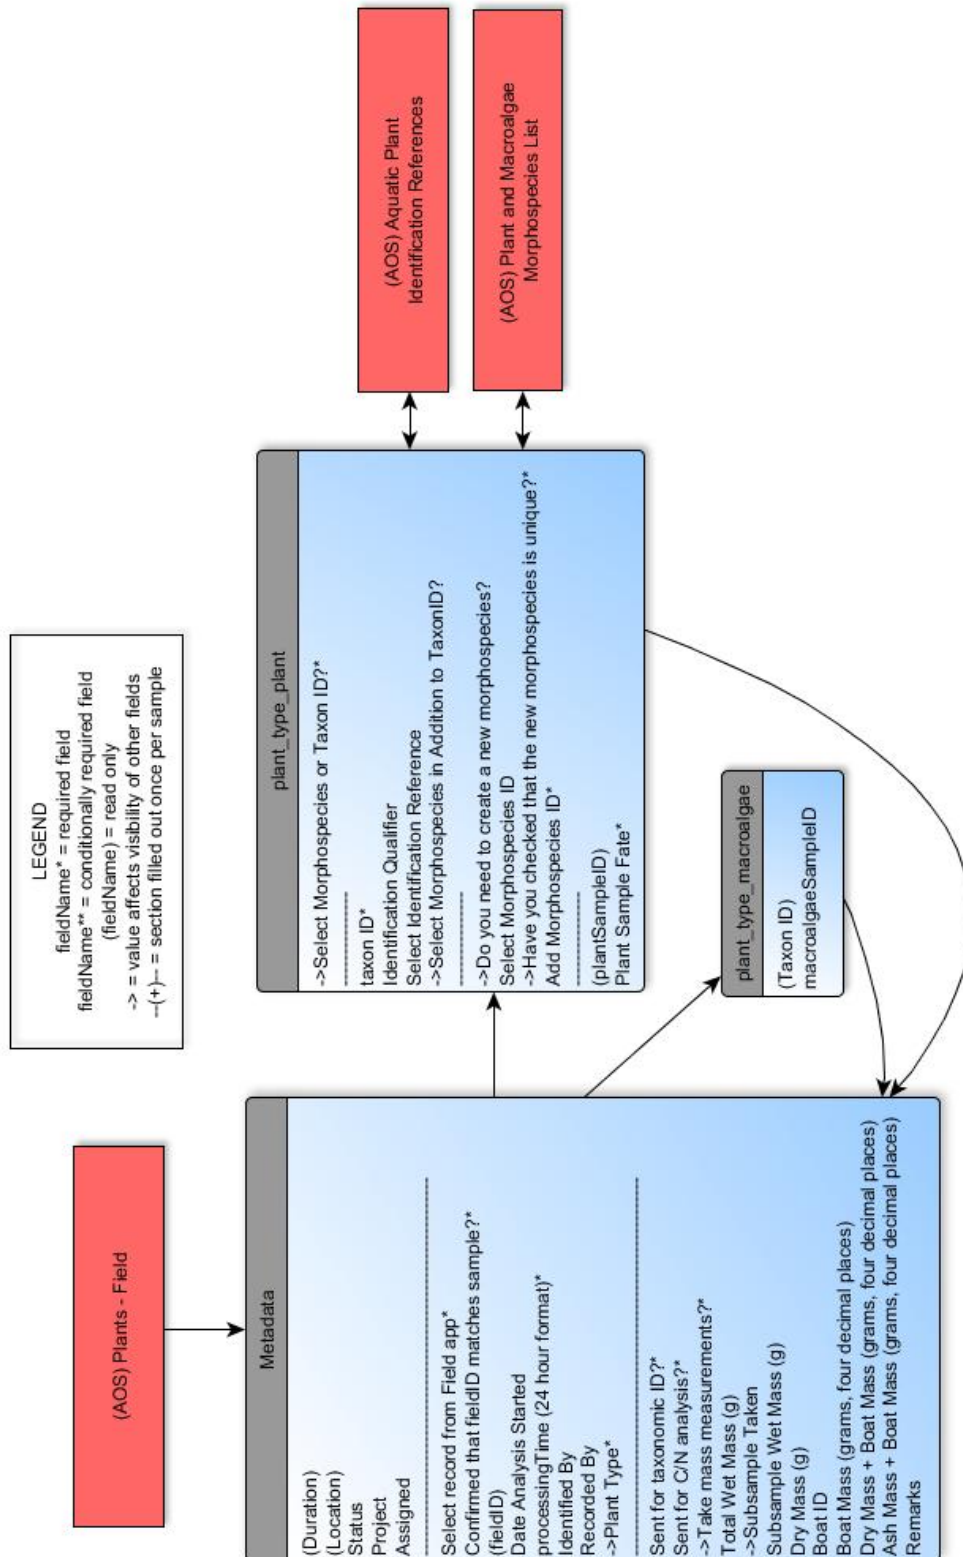 (AOS) Plants - Field
Metadata
(Duration)
(Location)
Status
Project
Assigned
Select record from Field app*
Confirmed that fieldID matches sample?*
(fieldID)
Date Analysis Started
processingTime (24 hour format)*
Identified By
Recorded By
->Plant Type*
Sent for taxonomic ID?*
Sent for C/N analysis?*
->Take mass measurements?*
Total Wet Mass (g)
->Subsample Taken
Subsample Wet Mass (g)
Dry Mass (g)
Boat ID
Boat Mass (grams, four decimal places)
Dry Mass + Boat Mass (grams, four decimal places)
Ash Mass + Boat Mass (grams, four decimal places)
Remarks
LEGEND
fieldName* = required field
fieldName** = conditionally required field
(fieldName) = read only
-> = value affects visibility of other fields
--(+)-- = section filled out once per sample
plant_type_plant
->Select Morphospecies or Taxon ID?*
taxon ID*
Identification Qualifier
Select Identification Reference
->Select Morphospecies in Addition to TaxonID?
->Do you need to create a new morphospecies?
Select Morphospecies ID
->Have you checked that the new morphospecies is unique?*
Add Morphospecies ID*
(plantSampleID)
Plant Sample Fate*
plant_type_macroalgae
(Taxon ID)
macroalgaeSampleID
(AOS) Aquatic Plant
Identification References
(AOS) Plant and Macroalgae
Morphospecies List